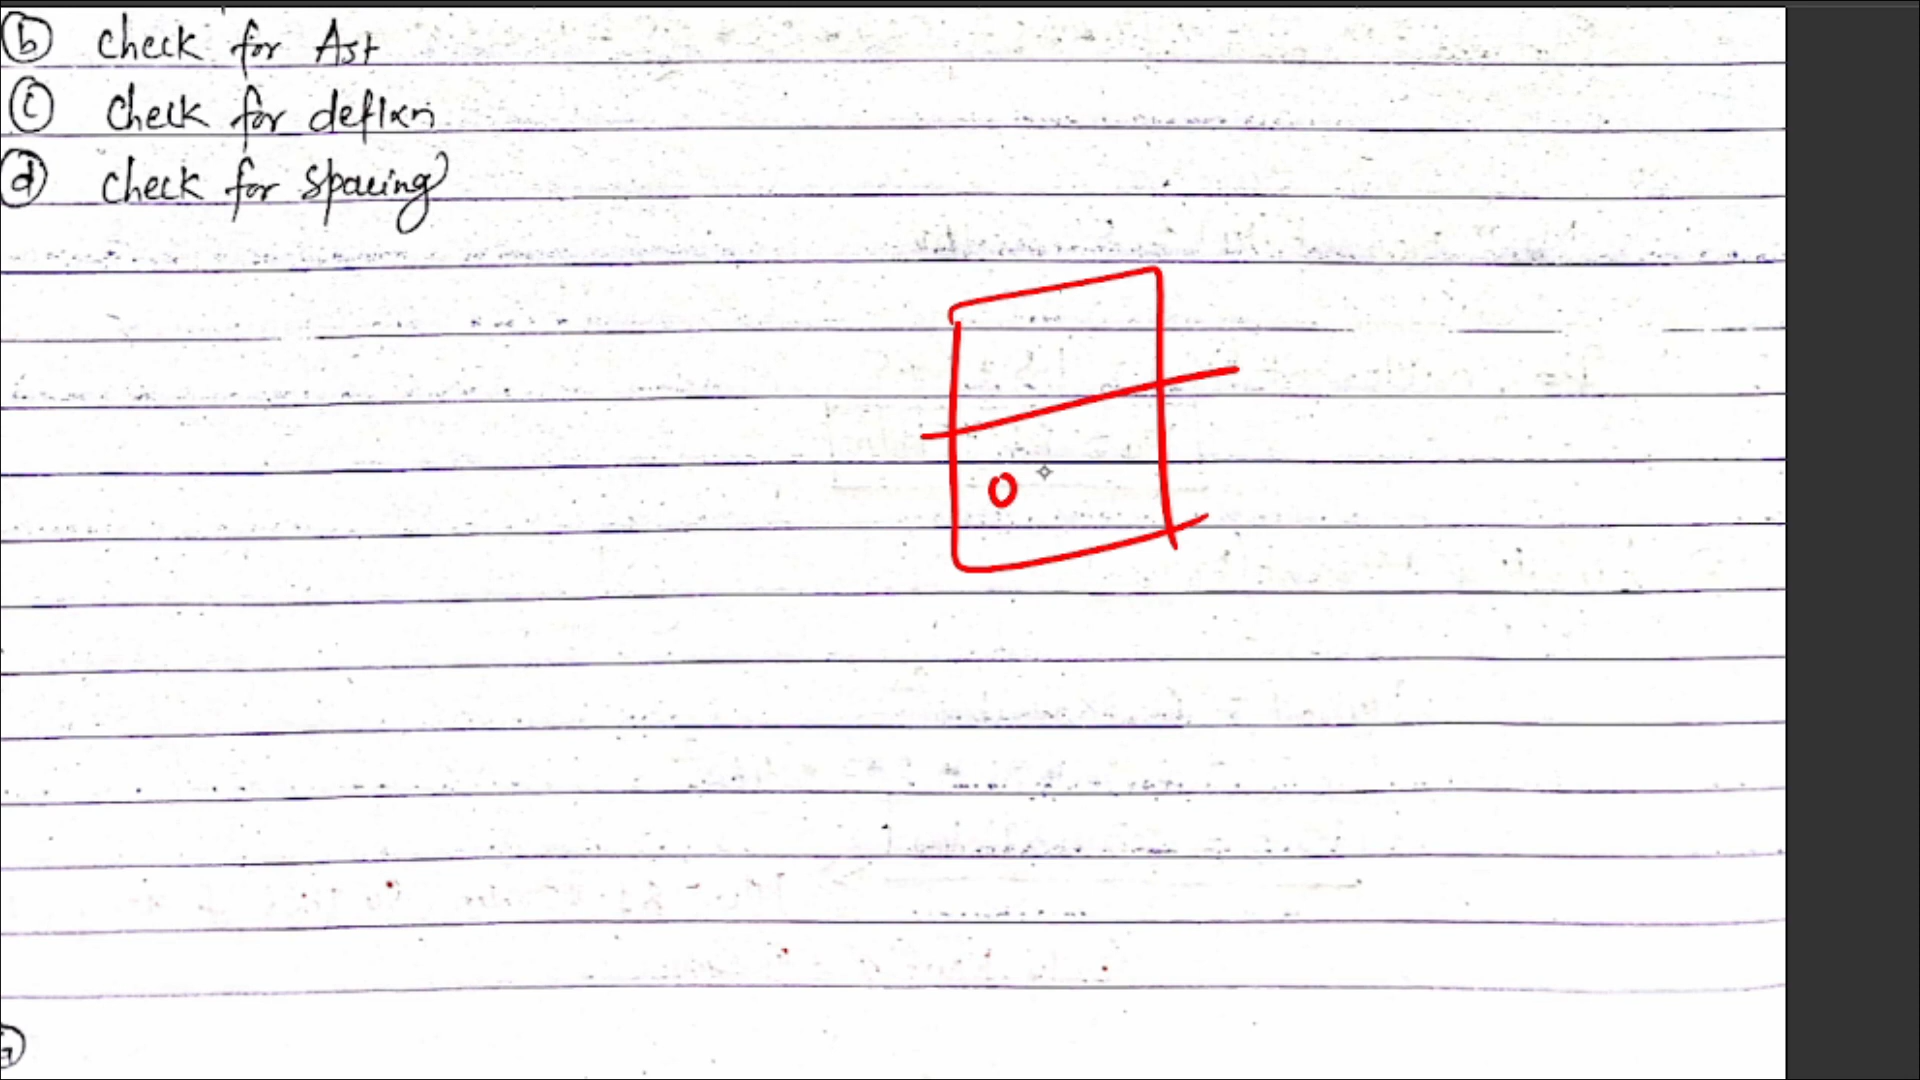 (b) check for Ast
(c) check for deflxn
(d) check for spacing